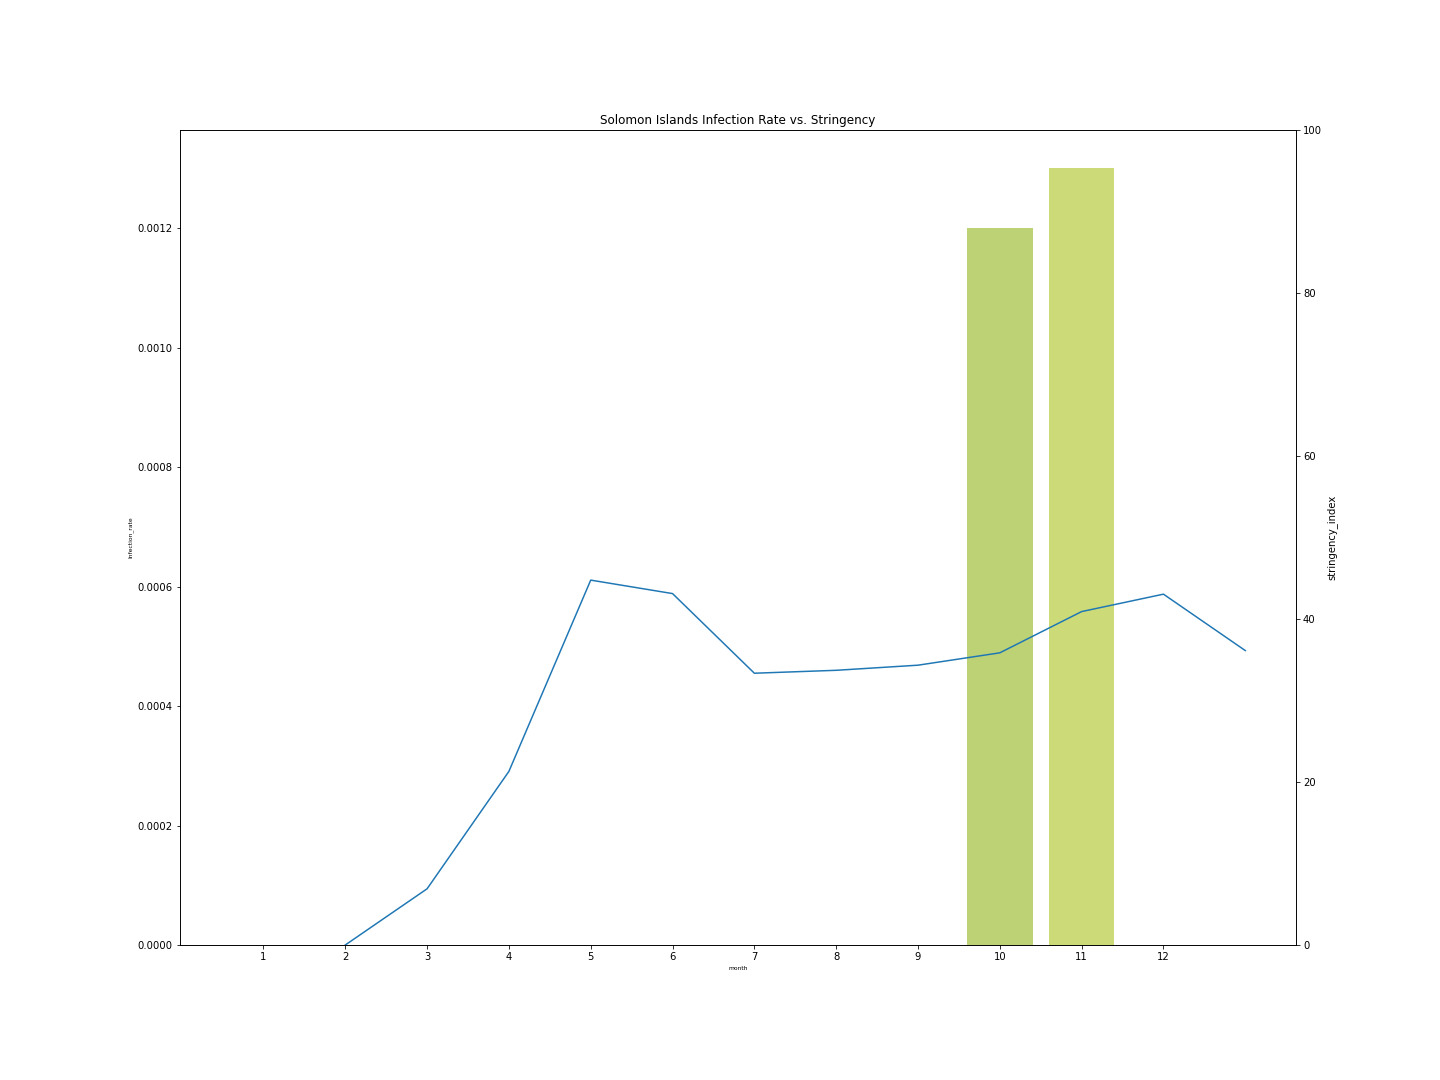 Solomon Islands Infection Rate vs. Stringency
100
0.0012
80
0.0010
0.0008
60
infection_rate
stringency_index
0.0006
40
0.0004
20
0.0002
0.0000
0
1 2 3 4 5 6 7 8 9 10 11 12
month